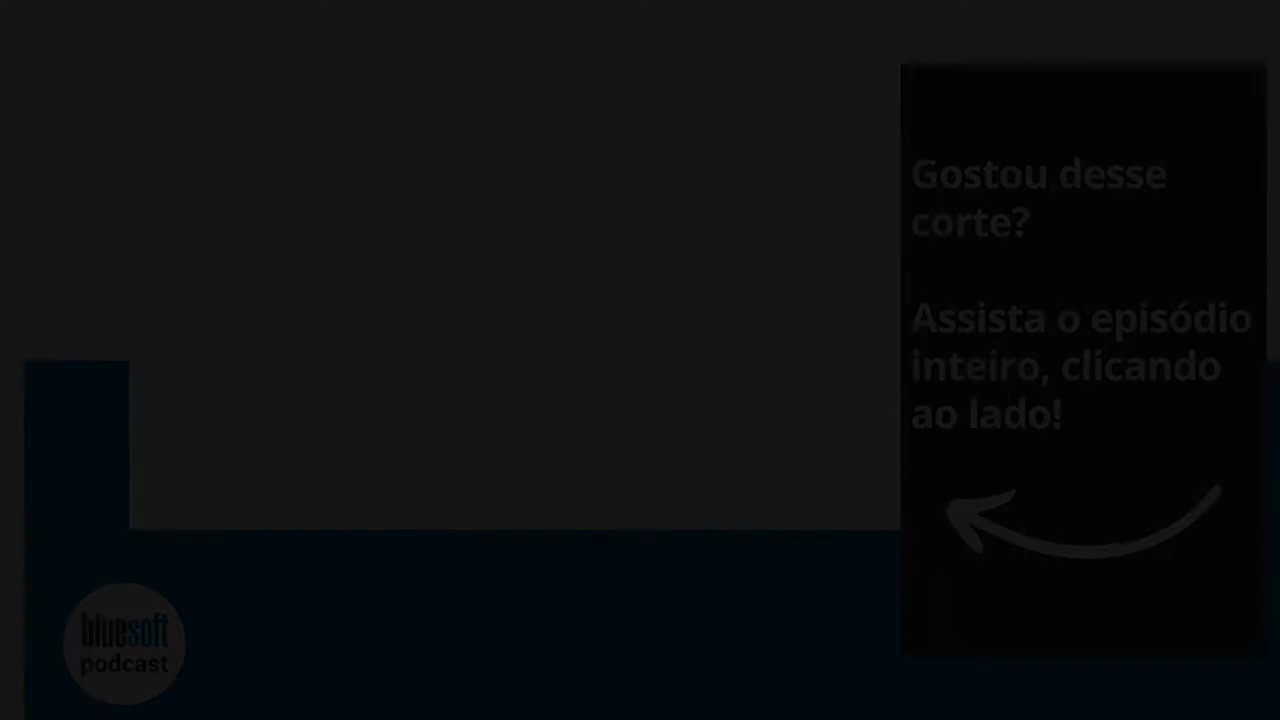 Gostou desse
corte?
Assista o episódio
inteiro, clicando
ao lado!
bluesoft
podcast